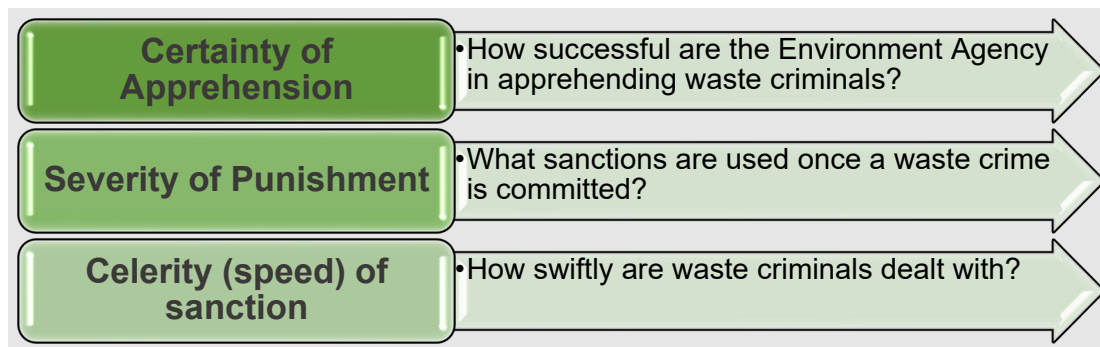 Certainty of
Apprehension
•How successful are the Environment Agency
in apprehending waste criminals?
Severity of Punishment
•What sanctions are used once a waste crime
is committed?
Celerity (speed) of
sanction
•How swiftly are waste criminals dealt with?